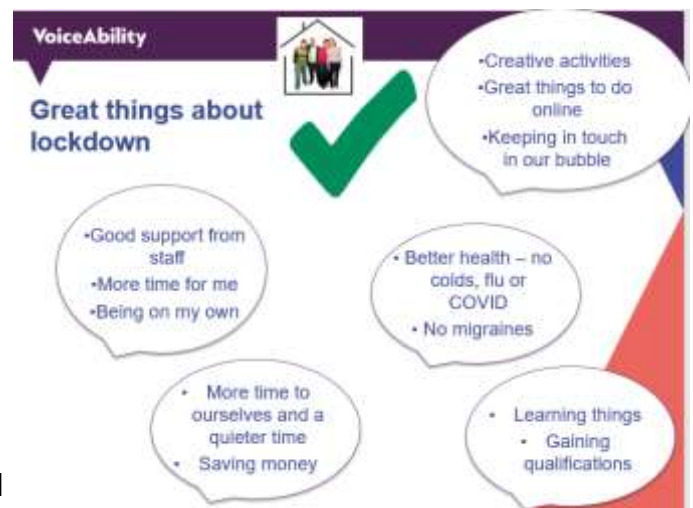 VoiceAbility
Great things about
lockdown
•Creative activities
•Great things to do
online
•Keeping in touch
in our bubble
•Good support from
staff
•More time for me
•Being on my own
• Better health – no
colds, flu or
COVID
• No migraines
• More time to
ourselves and a
quieter time
• Saving money
• Learning things
• Gaining
qualifications